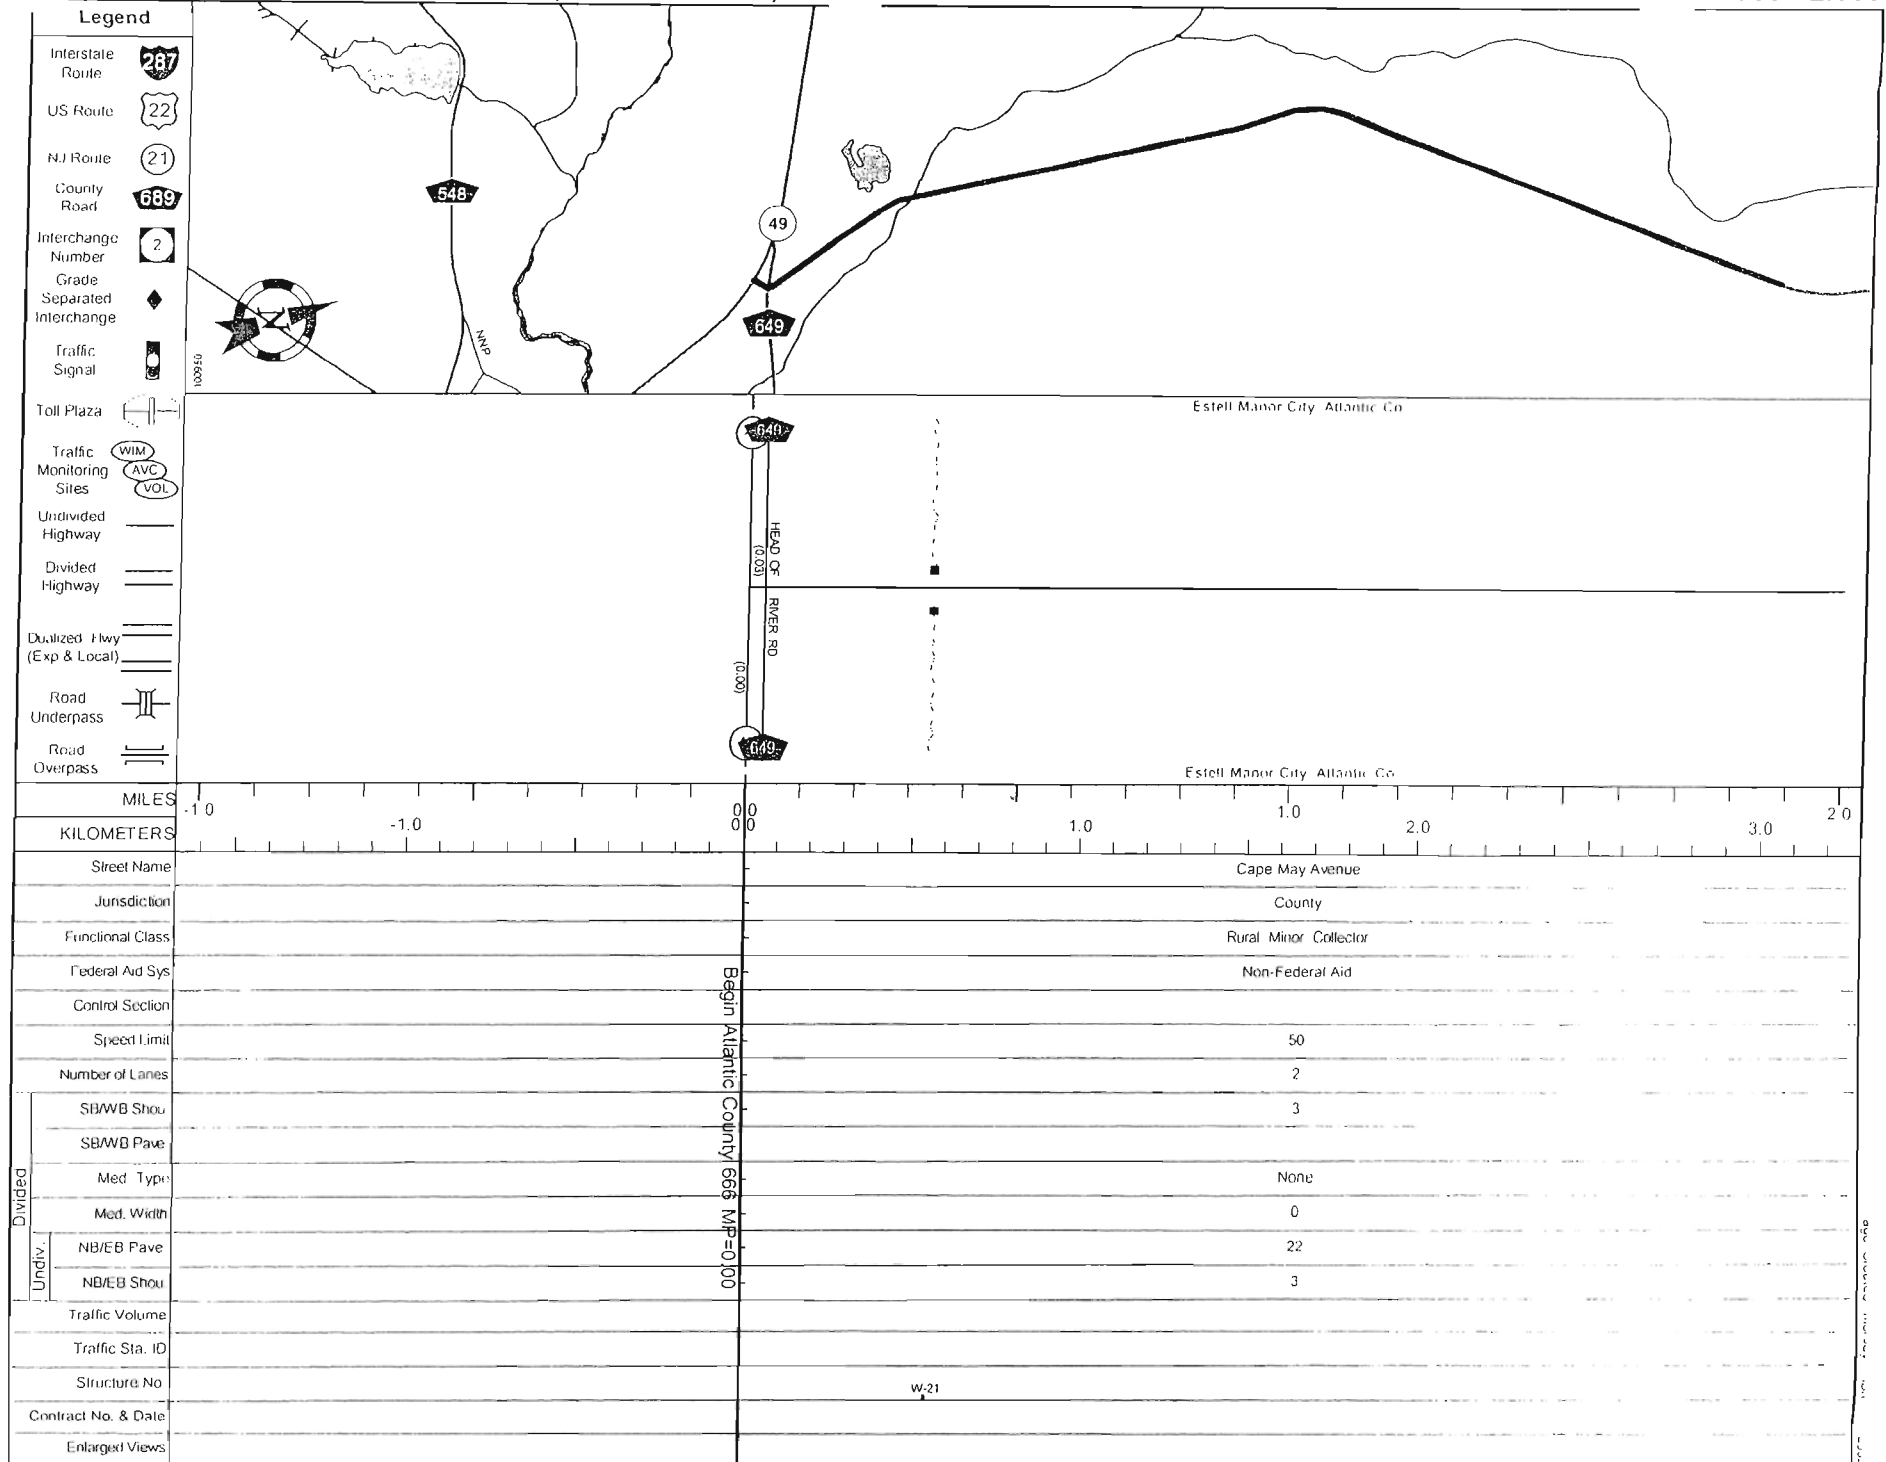 Legend
Interstate
Route
287
US Route
22
NJ Route
21
County
Road
689
Interchange
Number
2
Grade
Separated
Interchange
Traffic
Signal
Toll Plaza
Traffic
Monitoring
Sites
WIM
AVC
VOL
Undivided
Highway
Divided
Highway
Dualized Hwy
(Exp & Local)
Road
Underpass
Road
Overpass
548
49
649
NNP
Estell Manor City Atlantic Co
649
HEAD OF
(0.03)
RIVER RD
(0.00)
649
Estell Manor City Atlantic Co
MILES
-1.0
0.0
1.0
2.0
KILOMETERS
-1.0
0.0
1.0
2.0
3.0
Street Name
Cape May Avenue
Jurisdiction
County
Functional Class
Rural Minor Collector
Federal Aid Sys
Non-Federal Aid
Control Section
Speed Limit
50
Number of Lanes
2
SB/WB Shou
3
SB/WB Pave
Med Type
None
Med. Width
0
NB/EB Pave
22
NB/EB Shou
3
Divided
Undiv.
Traffic Volume
Traffic Sta. ID
Structure No
W-21
Contract No. & Date
Enlarged Views
Begin Atlantic County 666 MP=0.00